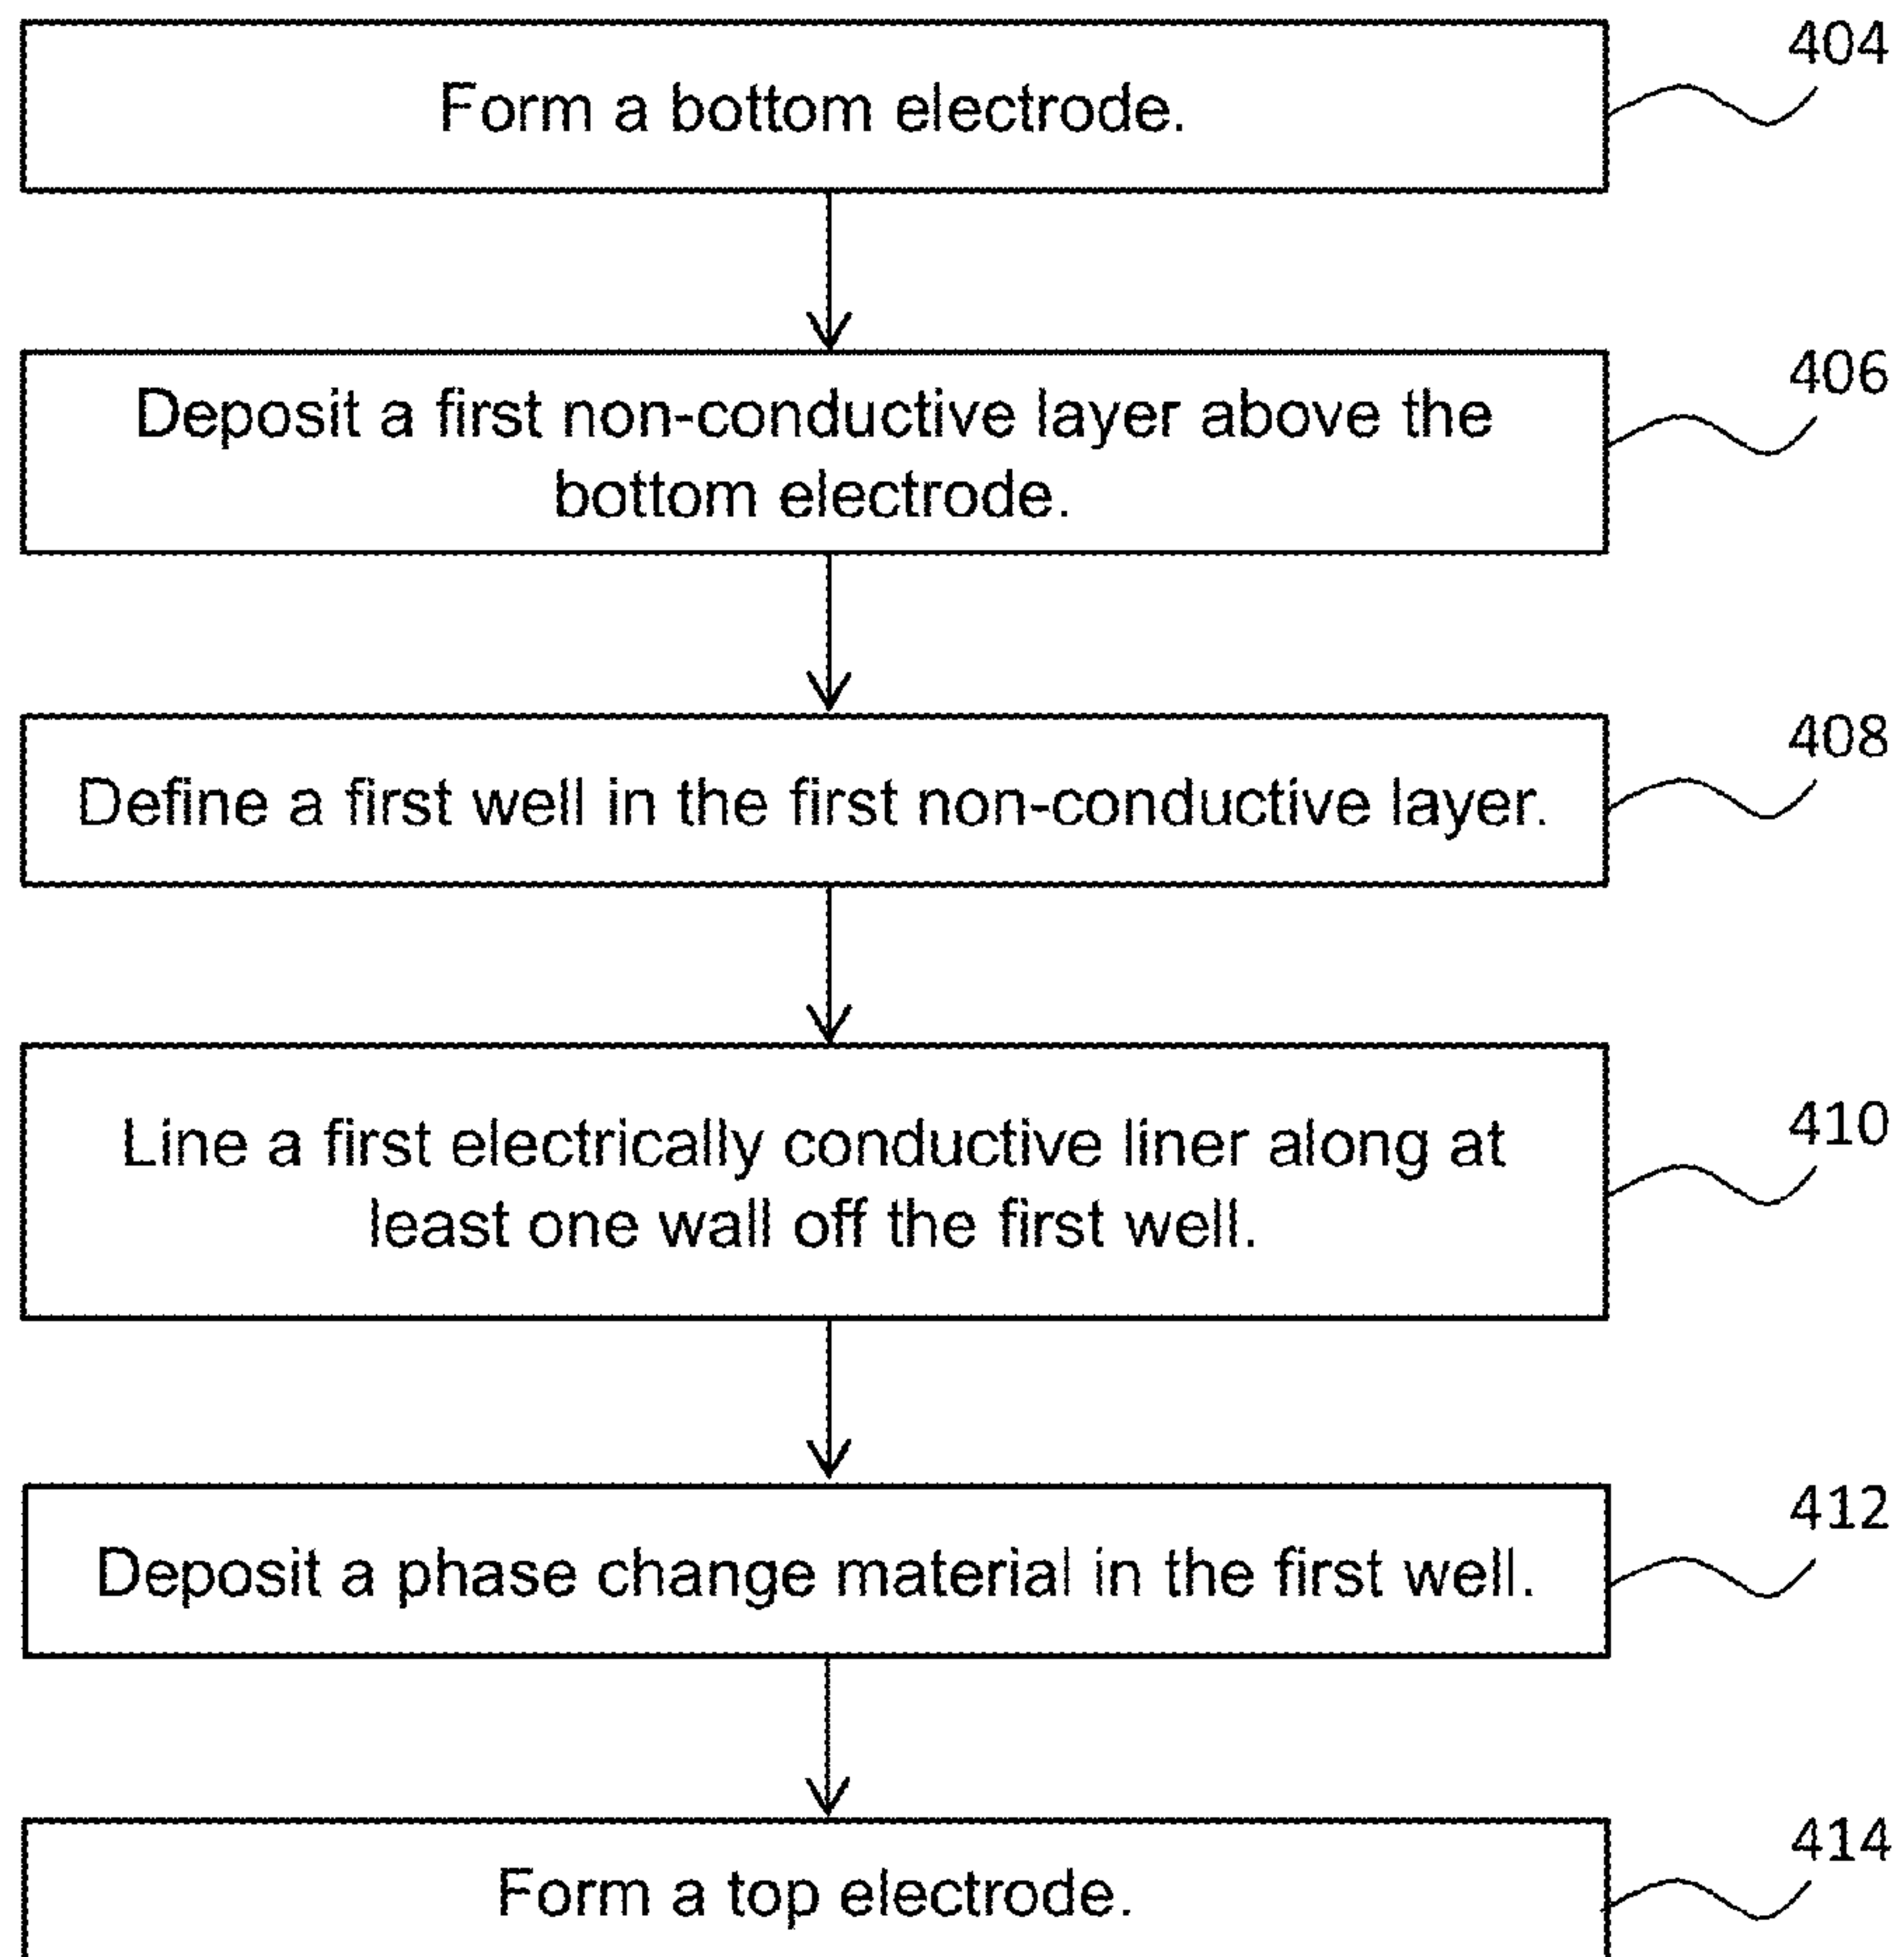 Form a bottom electrode.
404
Deposit a first non-conductive layer above the
bottom electrode.
406
Define a first well in the first non-conductive layer.
408
Line a first electrically conductive liner along at
least one wall off the first well.
410
Deposit a phase change material in the first well.
412
Form a top electrode.
414